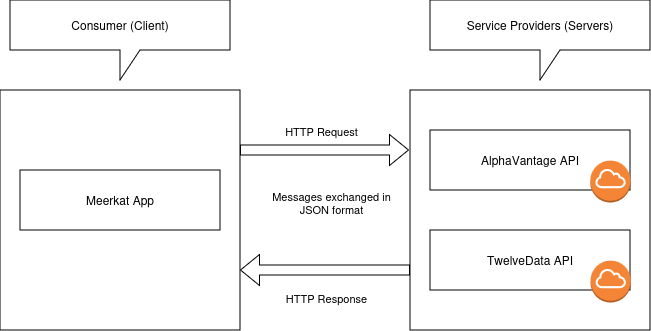 Consumer (Client)
Service Providers (Servers)
HTTP Request
AlphaVantage API
Meerkat App
Messages exchanged in
JSON format
TwelveData API
HTTP Response